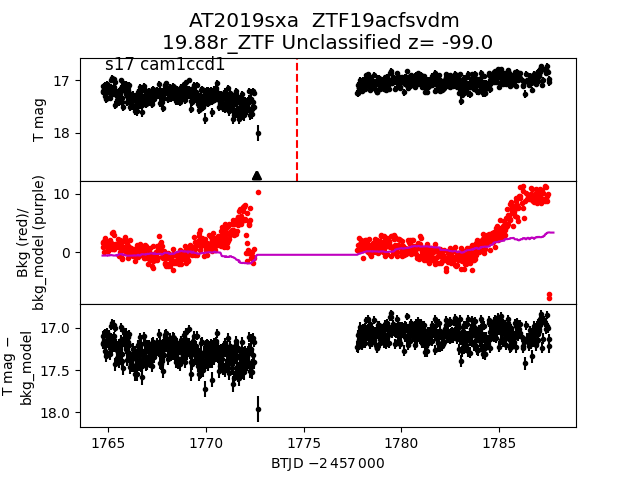 AT2019sxa  ZTF19acfsvdm
19.88r_ZTF Unclassified z= -99.0
s17 cam1ccd1
17
18
T mag
10
0
Bkg (red)/
bkg_model (purple)
17.0
17.5
18.0
T mag −
bkg_model
1765 1770 1775 1780 1785
BTJD −2 457 000